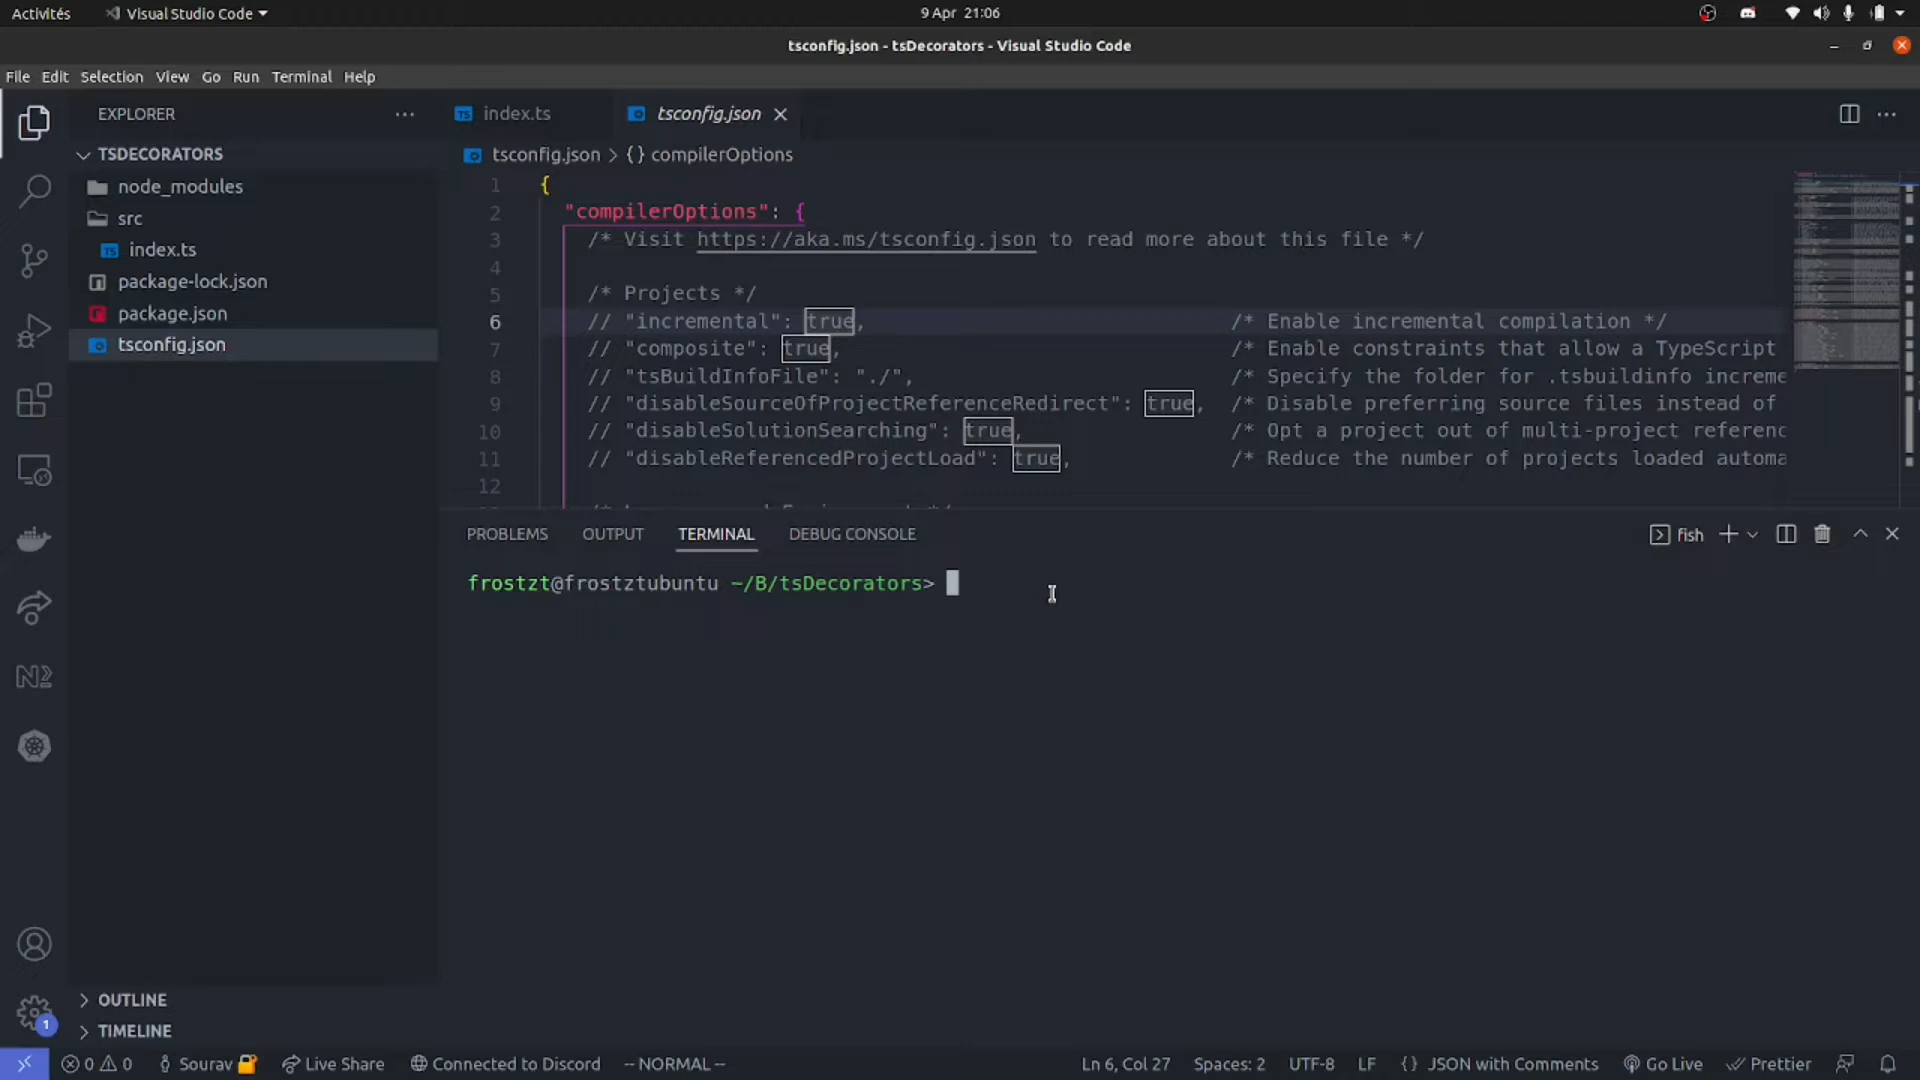 Activités
Visual Studio Code
9 Apr 21:06
tsconfig.json - tsDecorators - Visual Studio Code
File Edit Selection View Go Run Terminal Help
EXPLORER
TSDECORATORS
node_modules
src
index.ts
package-lock.json
package.json
tsconfig.json
OUTLINE
TIMELINE
index.ts
tsconfig.json
tsconfig.json > {} compilerOptions
1 {
2 "compilerOptions": {
3 /* Visit https://aka.ms/tsconfig.json to read more about this file */
4
5 /* Projects */
6 // "incremental": true, /* Enable incremental compilation */
7 // "composite": true, /* Enable constraints that allow a TypeScript
8 // "tsBuildInfoFile": "./", /* Specify the folder for .tsbuildinfo increme
9 // "disableSourceOfProjectReferenceRedirect": true, /* Disable preferring source files instead of
10 // "disableSolutionSearching": true, /* Opt a project out of multi-project referenc
11 // "disableReferencedProjectLoad": true, /* Reduce the number of projects loaded automa
12
PROBLEMS OUTPUT TERMINAL DEBUG CONSOLE
fish
frostzt@frostztubuntu ~/B/tsDecorators>
1
0 0 Sourav Live Share Connected to Discord -- NORMAL -- Ln 6, Col 27 Spaces: 2 UTF-8 LF {} JSON with Comments Go Live Prettier